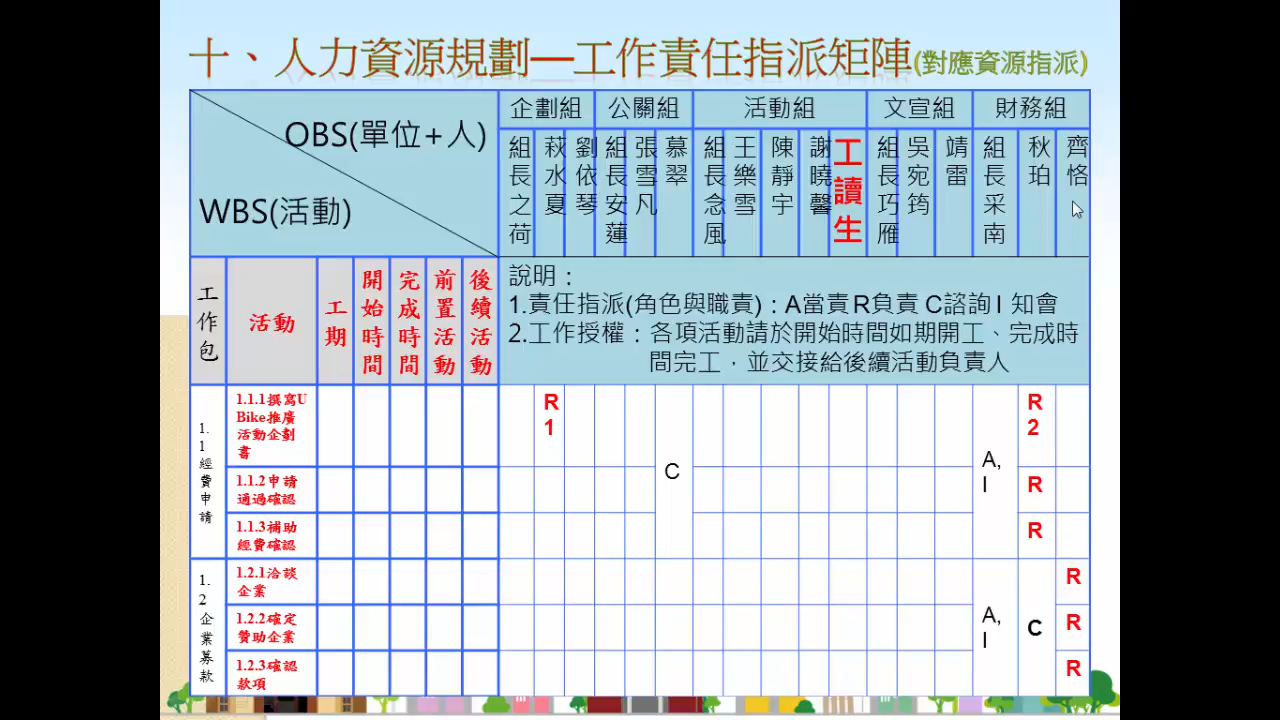 十、人力資源規劃—工作責任指派矩陣(對應資源指派)
OBS(單位+人)
WBS(活動)
企劃組
公關組
活動組
文宣組
財務組
組長之荷
萩水夏
劉依琴
組長安蓮
張雪凡
慕翠
組長念風
王樂雪
陳靜宇
謝曉馨
工讀生
組長巧雁
吳宛筠
靖雷
組長采南
秋珀
齊恪
工作包
活動
工期
開始時間
完成時間
前置活動
後續活動
說明：
1.責任指派(角色與職責)：A當責 R負責 C諮詢 I 知會
2.工作授權：各項活動請於開始時間如期開工、完成時
間完工，並交接給後續活動負責人
1.1經費申請
1.1.1撰寫U
Bike推廣
活動企劃
書
R
1
C
A,
I
R
2
1.1.2申請
通過確認
R
1.1.3補助
經費確認
R
1.2企業募款
1.2.1洽談
企業
A,
I
C
R
1.2.2確定
贊助企業
R
1.2.3確認
款項
R